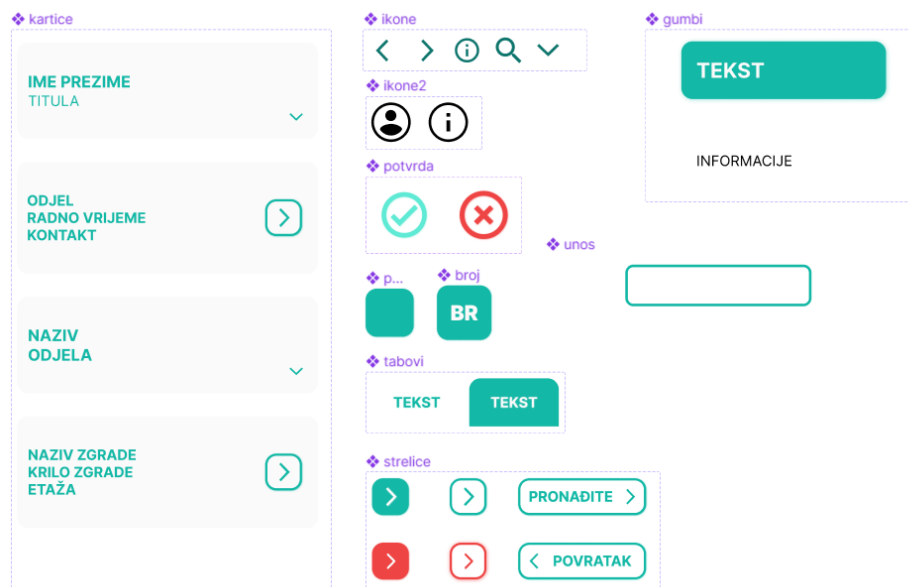 kartice
IME PREZIME
TITULA
ODJEL
RADNO VRIJEME
KONTAKT
NAZIV
ODJELA
NAZIV ZGRADE
KRILO ZGRADE
ETAŽA
ikone
ikone2
potvrda
p...
broj
BR
tabovi
TEKST TEKST
strelice
PRONAĐITE
POVRATAK
unos
gumbi
TEKST
INFORMACIJE